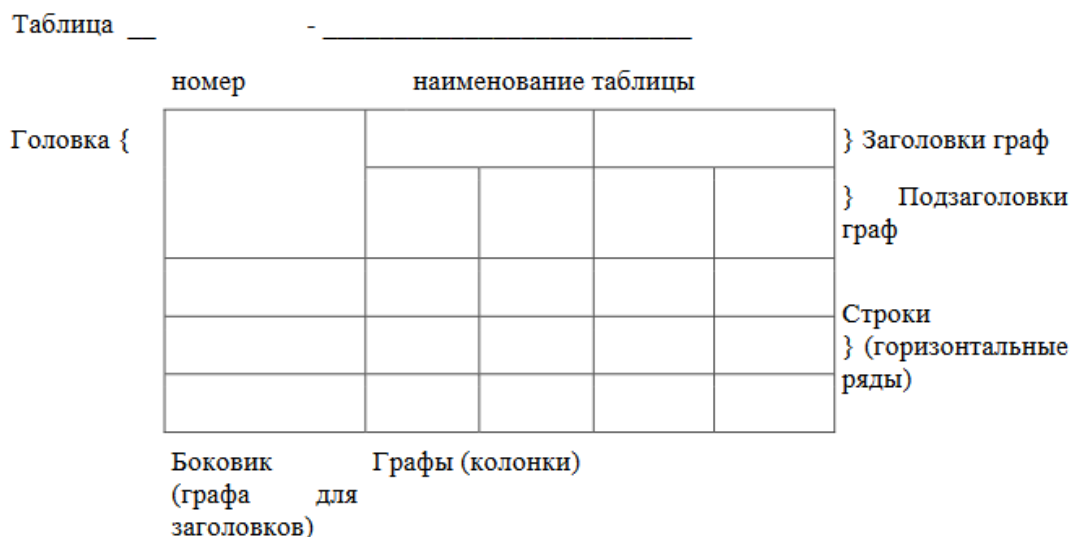 Таблица __ - __________________________
номер наименование таблицы
Головка { } Заголовки граф
} Подзаголовки
граф
Строки
} (горизонтальные
ряды)
Боковик Графы (колонки)
(графа для
заголовков)